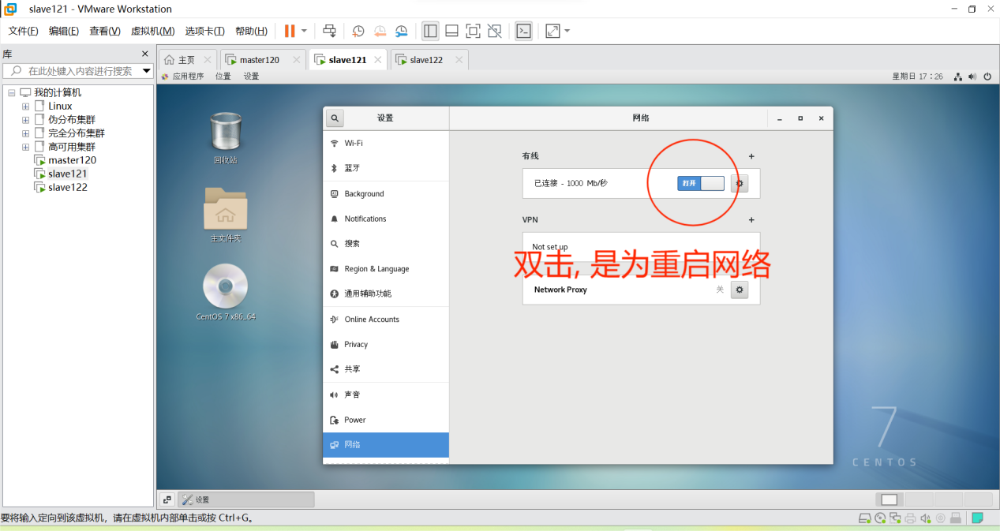 slave121 - VMware Workstation
文件(F) 编辑(E) 查看(V) 虚拟机(M) 选项卡(T) 帮助(H)
库
在此处键入内容进行搜索
我的计算机
Linux
伪分布集群
完全分布集群
高可用集群
master120
slave121
slave122
主页 master120 slave121 slave122
应用程序 位置 设置 星期日 17：26
回收站
主文件夹
CentOS 7 x86_64
设置 网络
Wi-Fi
蓝牙
Background
Notifications
搜索
Region & Language
通用辅助功能
Online Accounts
Privacy
共享
声音
Power
网络
有线
已连接 - 1000 Mb/秒 打开
VPN
Not set up
双击, 是为重启网络
Network Proxy 关
7
CENTOS
设置
要将输入定向到该虚拟机，请在虚拟机内部单击或按 Ctrl+G。